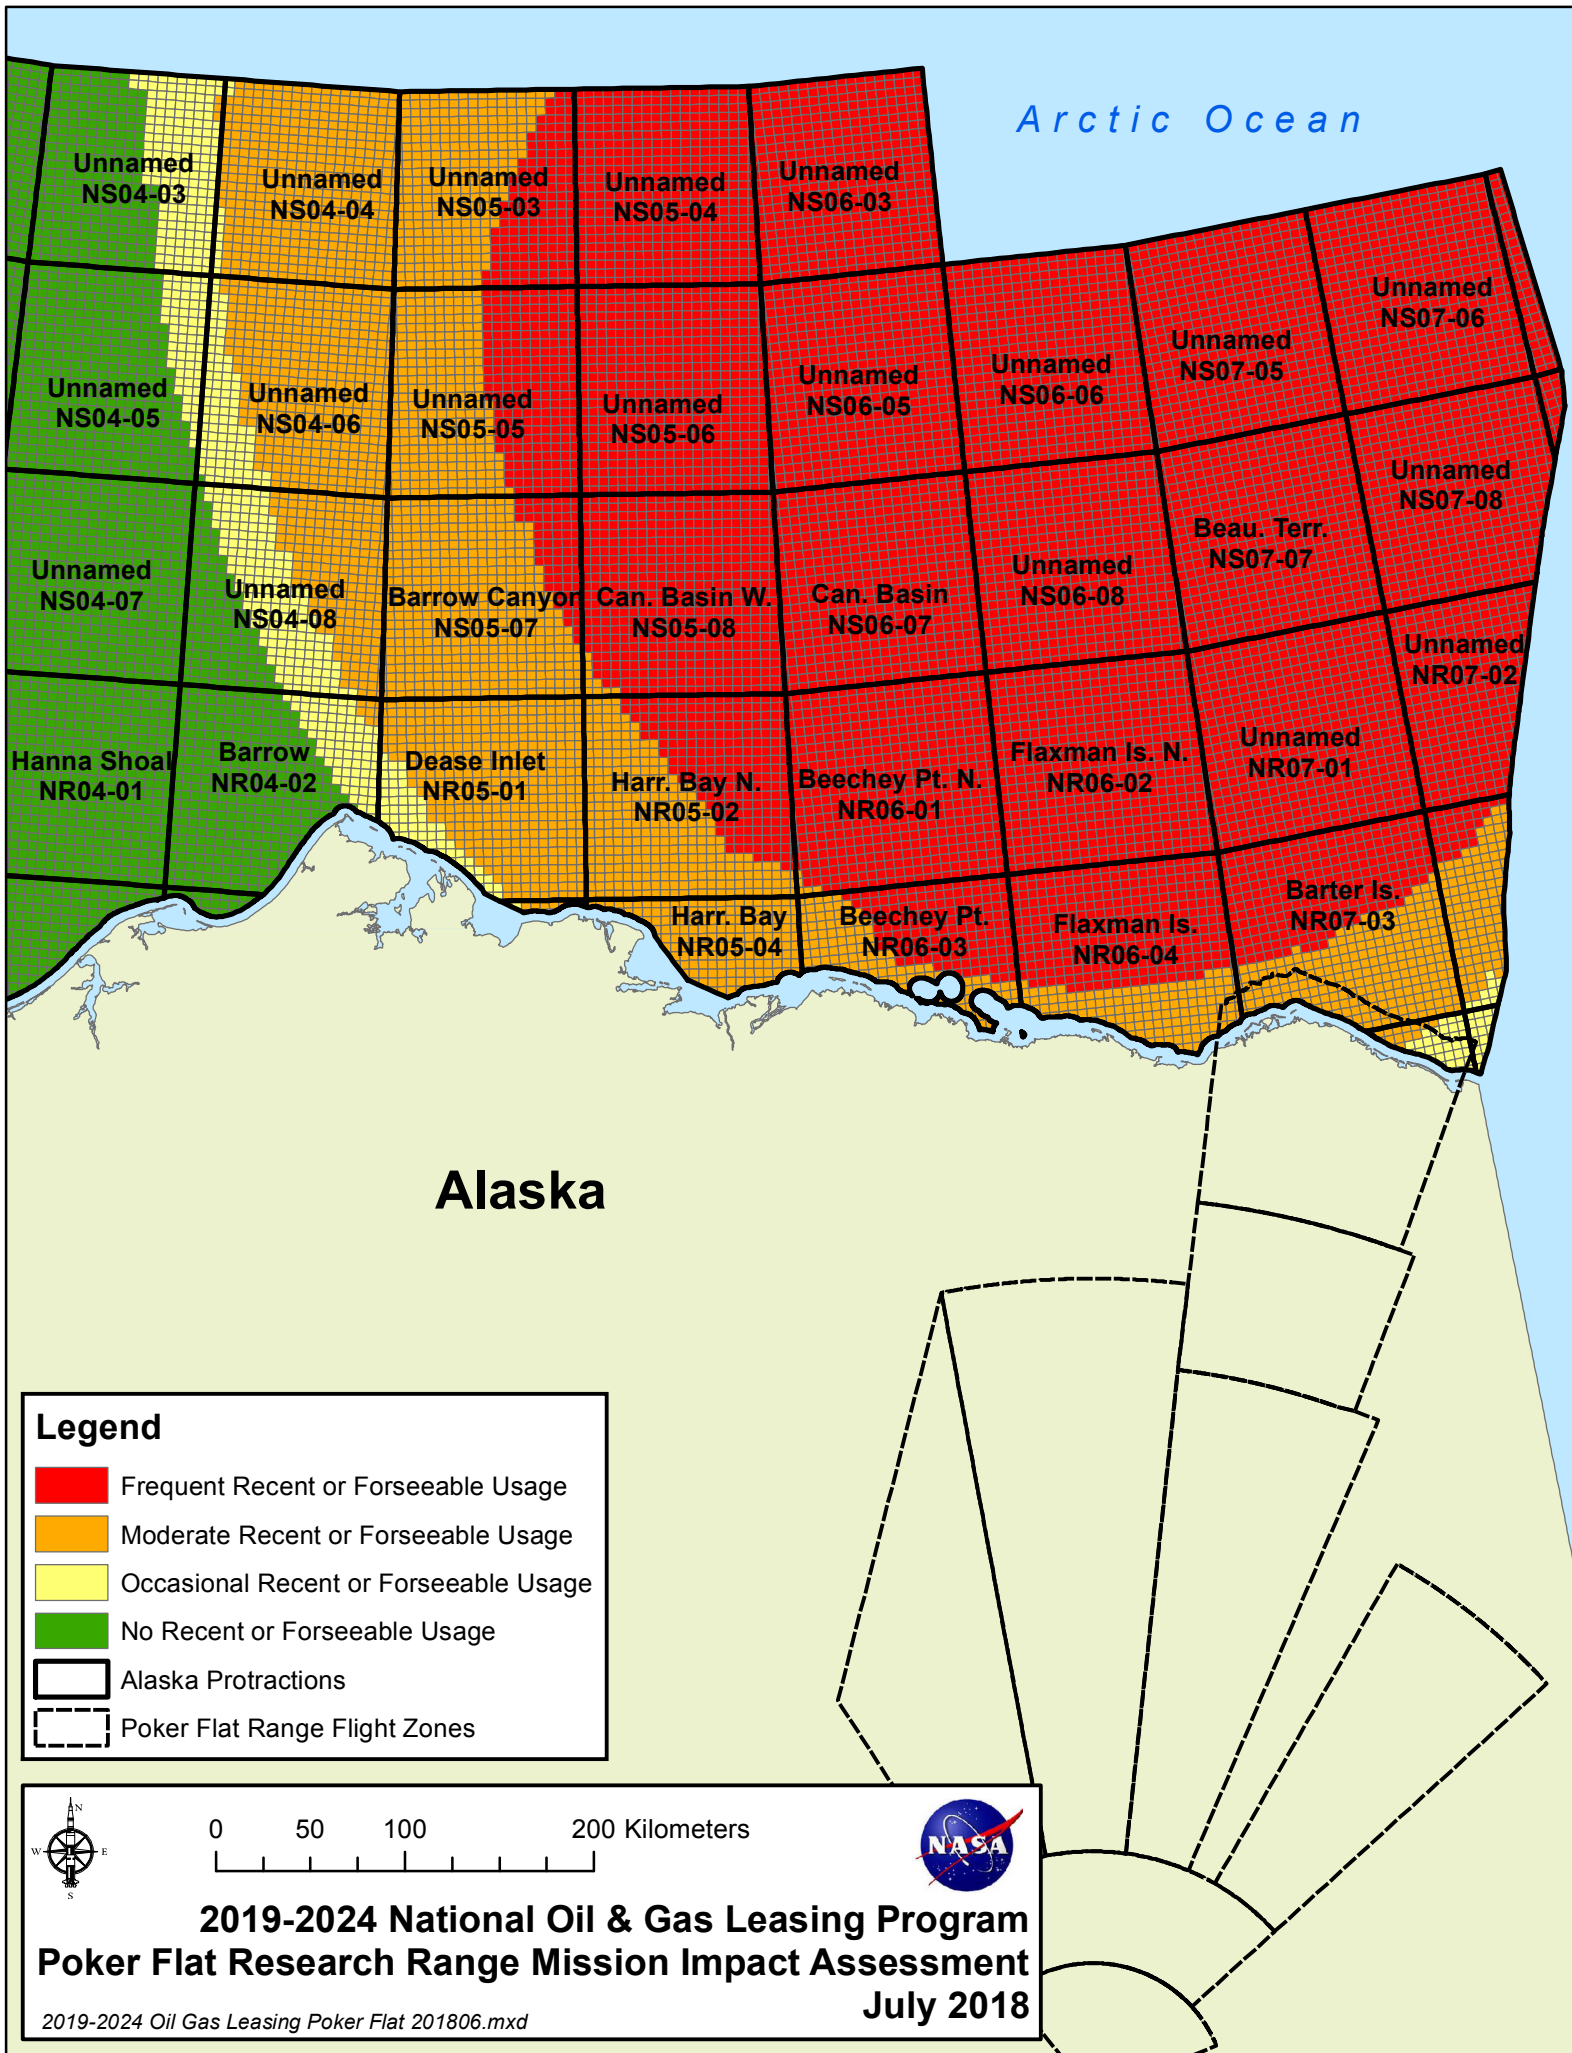 Arctic Ocean
Unnamed
NS04-03
Unnamed
NS04-04
Unnamed
NS05-03
Unnamed
NS05-04
Unnamed
NS06-03
Unnamed
NS04-05
Unnamed
NS04-06
Unnamed
NS05-05
Unnamed
NS05-06
Unnamed
NS06-05
Unnamed
NS06-06
Unnamed
NS07-05
Unnamed
NS07-06
Unnamed
NS04-07
Unnamed
NS04-08
Barrow Canyon
NS05-07
Can. Basin W.
NS05-08
Can. Basin
NS06-07
Unnamed
NS06-08
Beau. Terr.
NS07-07
Unnamed
NS07-08
Hanna Shoal
NR04-01
Barrow
NR04-02
Dease Inlet
NR05-01
Harr. Bay N.
NR05-02
Beechey Pt. N.
NR06-01
Flaxman Is. N.
NR06-02
Unnamed
NR07-01
Unnamed
NR07-02
Harr. Bay
NR05-04
Beechey Pt.
NR06-03
Flaxman Is.
NR06-04
Barter Is.
NR07-03
Alaska
Legend
Frequent Recent or Forseeable Usage
Moderate Recent or Forseeable Usage
Occasional Recent or Forseeable Usage
No Recent or Forseeable Usage
Alaska Protractions
Poker Flat Range Flight Zones
N
W E
S
0 50 100 200 Kilometers
NASA
2019-2024 National Oil & Gas Leasing Program
Poker Flat Research Range Mission Impact Assessment
July 2018
2019-2024 Oil Gas Leasing Poker Flat 201806.mxd